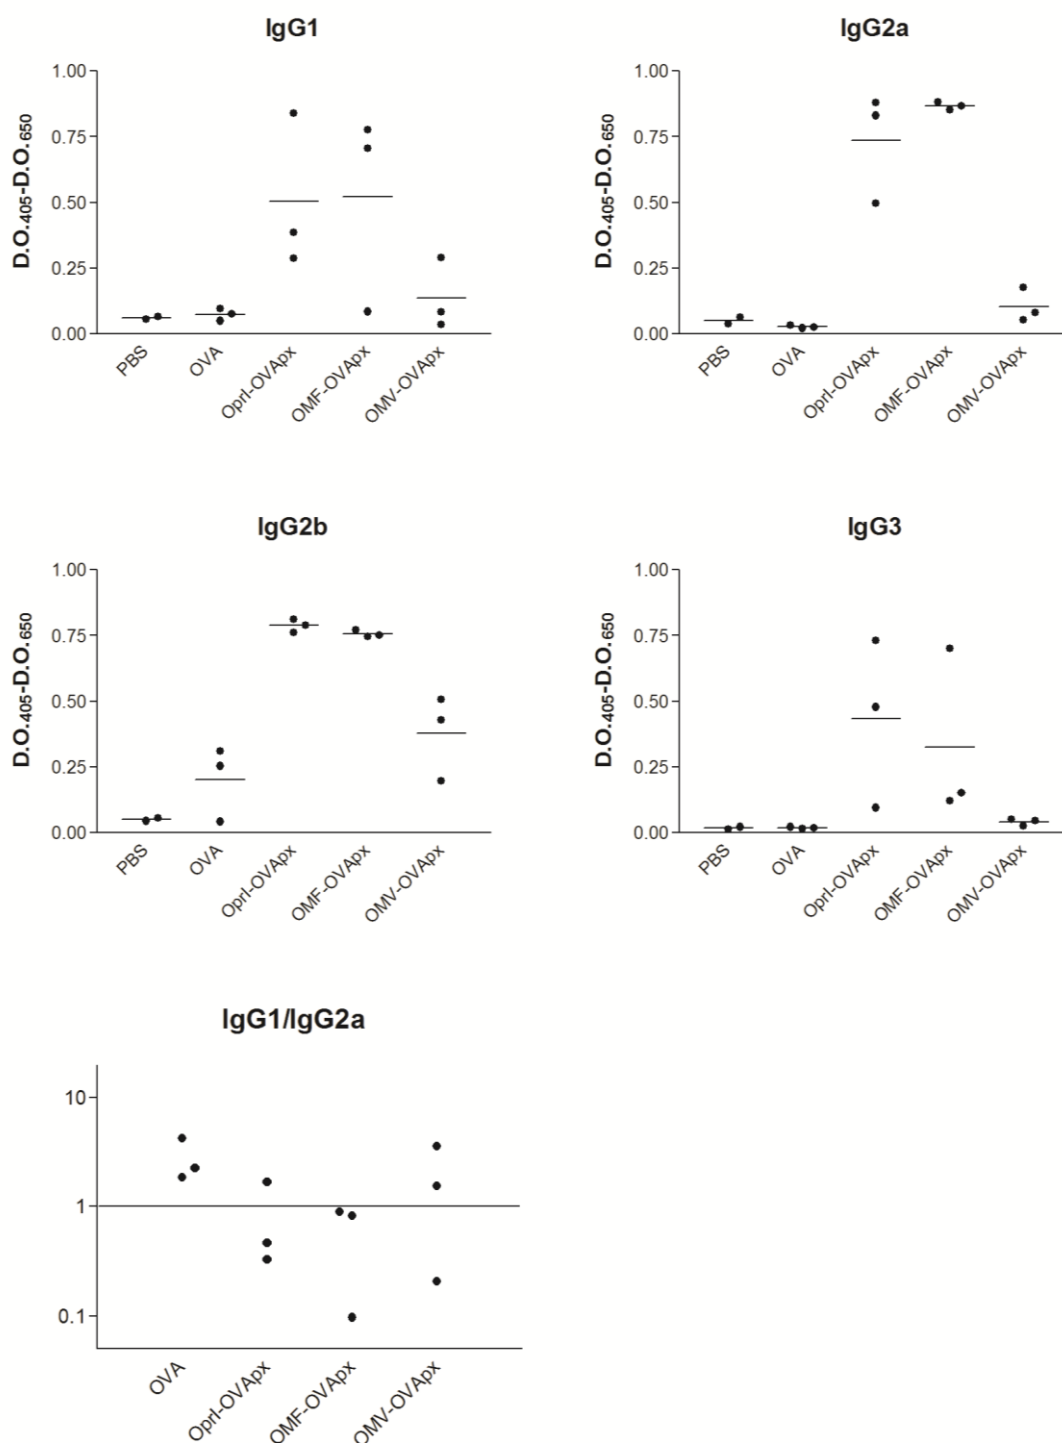 IgG1
1.00
0.75
0.50
0.25
0.00
D.O.405-D.O.650
PBS
OVA
OprI-OVApx
OMF-OVApx
OMV-OVApx
IgG2a
1.00
0.75
0.50
0.25
0.00
D.O.405-D.O.650
PBS
OVA
OprI-OVApx
OMF-OVApx
OMV-OVApx
IgG2b
1.00
0.75
0.50
0.25
0.00
D.O.405-D.O.650
PBS
OVA
OprI-OVApx
OMF-OVApx
OMV-OVApx
IgG3
1.00
0.75
0.50
0.25
0.00
D.O.405-D.O.650
PBS
OVA
OprI-OVApx
OMF-OVApx
OMV-OVApx
IgG1/IgG2a
10
1
0.1
OVA
OprI-OVApx
OMF-OVApx
OMV-OVApx